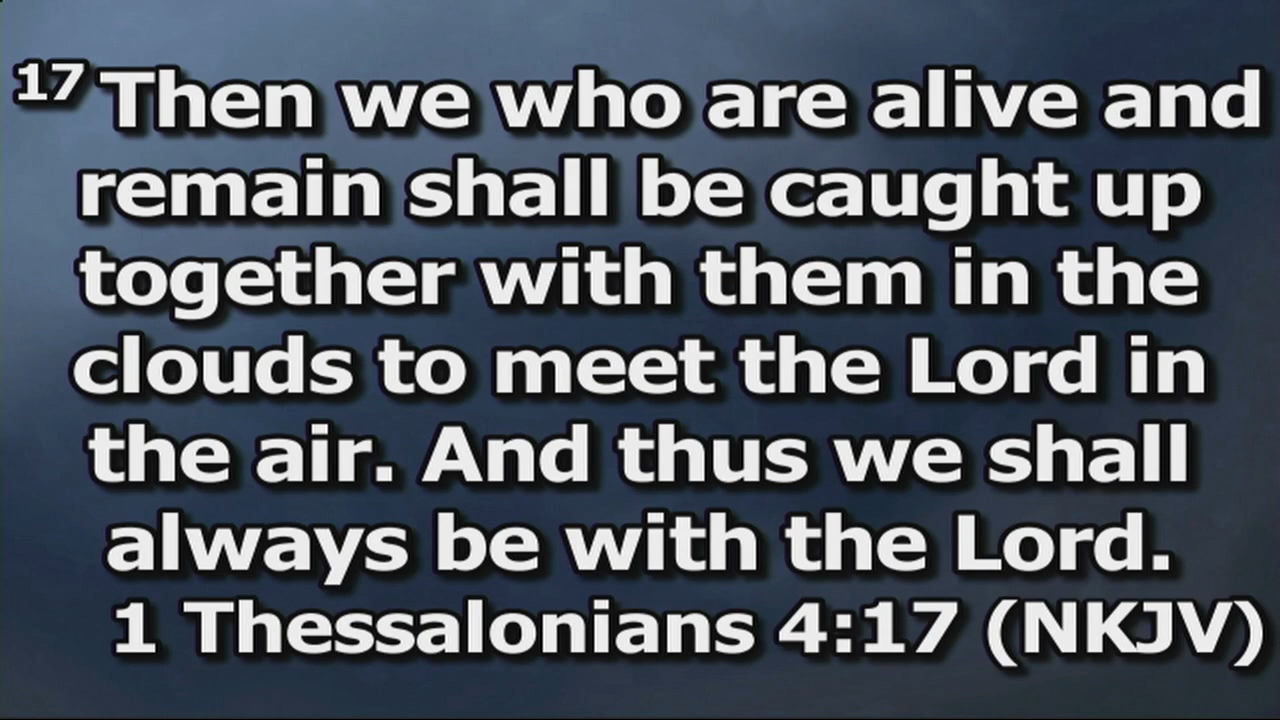 17 Then we who are alive and
remain shall be caught up
together with them in the
clouds to meet the Lord in
the air. And thus we shall
always be with the Lord.
1 Thessalonians 4:17 (NKJV)